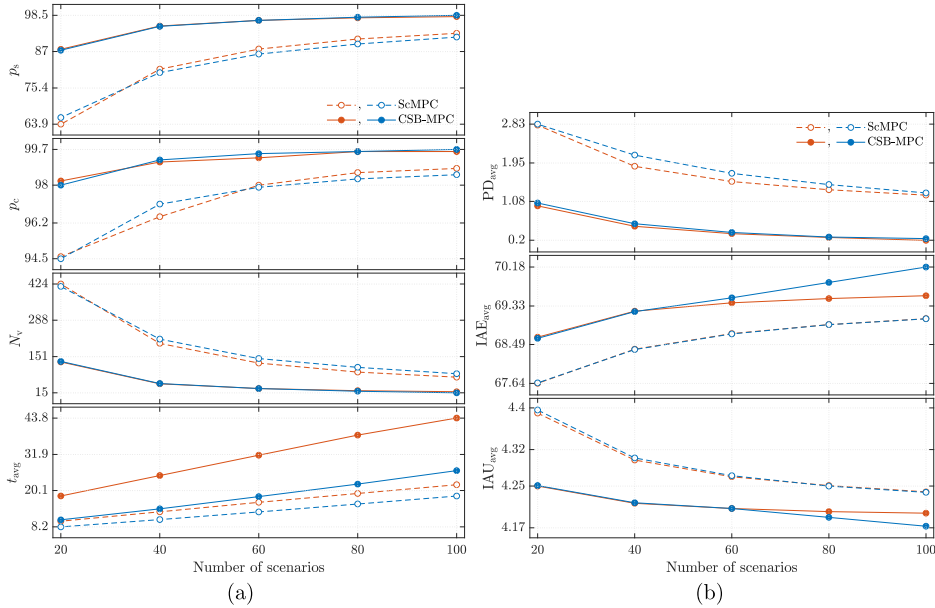 98.5
87
75.4
63.9
p_s
, ScMPC
, CSB-MPC
99.7
98
96.2
94.5
p_c
424
288
151
15
N_v
43.8
31.9
20.1
8.2
t_avg
20 40 60 80 100
Number of scenarios
(a)
2.83
1.95
1.08
0.2
PD_avg
, ScMPC
, CSB-MPC
70.18
69.33
68.49
67.64
IAE_avg
4.4
4.32
4.25
4.17
IAU_avg
20 40 60 80 100
Number of scenarios
(b)